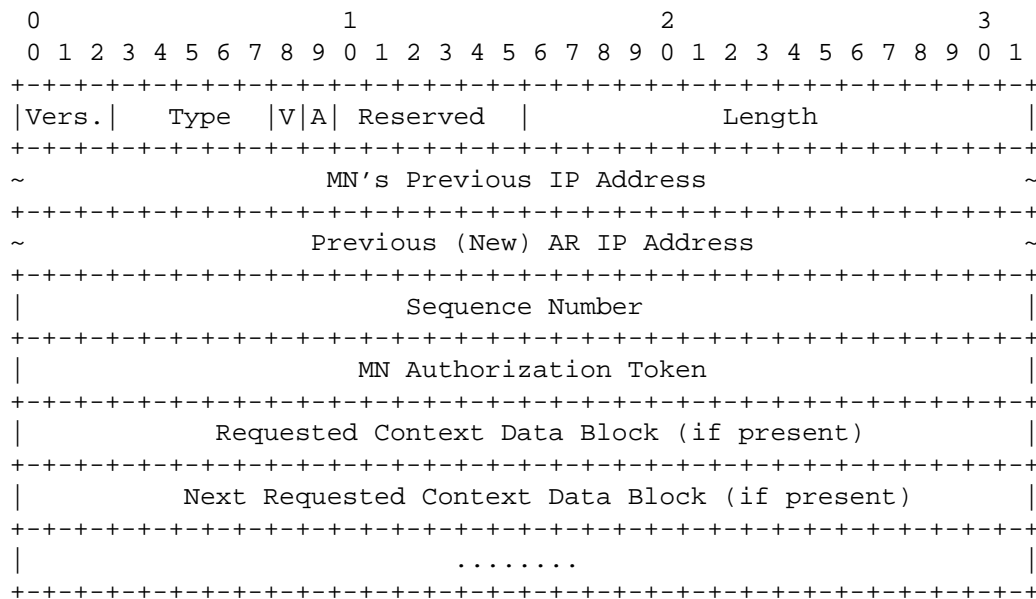 0                   1                   2                   3
 0 1 2 3 4 5 6 7 8 9 0 1 2 3 4 5 6 7 8 9 0 1 2 3 4 5 6 7 8 9 0 1
+-+-+-+-+-+-+-+-+-+-+-+-+-+-+-+-+-+-+-+-+-+-+-+-+-+-+-+-+-+-+-+-+
|Vers.|   Type  |V|A| Reserved  |            Length             |
+-+-+-+-+-+-+-+-+-+-+-+-+-+-+-+-+-+-+-+-+-+-+-+-+-+-+-+-+-+-+-+-+
~                   MN's Previous IP Address                    ~
+-+-+-+-+-+-+-+-+-+-+-+-+-+-+-+-+-+-+-+-+-+-+-+-+-+-+-+-+-+-+-+-+
~                  Previous (New) AR IP Address                 ~
+-+-+-+-+-+-+-+-+-+-+-+-+-+-+-+-+-+-+-+-+-+-+-+-+-+-+-+-+-+-+-+-+
|                        Sequence Number                        |
+-+-+-+-+-+-+-+-+-+-+-+-+-+-+-+-+-+-+-+-+-+-+-+-+-+-+-+-+-+-+-+-+
|                     MN Authorization Token                    |
+-+-+-+-+-+-+-+-+-+-+-+-+-+-+-+-+-+-+-+-+-+-+-+-+-+-+-+-+-+-+-+-+
|            Requested Context Data Block (if present)          |
+-+-+-+-+-+-+-+-+-+-+-+-+-+-+-+-+-+-+-+-+-+-+-+-+-+-+-+-+-+-+-+-+
|          Next Requested Context Data Block (if present)       |
+-+-+-+-+-+-+-+-+-+-+-+-+-+-+-+-+-+-+-+-+-+-+-+-+-+-+-+-+-+-+-+-+
|                           ........                            |
+-+-+-+-+-+-+-+-+-+-+-+-+-+-+-+-+-+-+-+-+-+-+-+-+-+-+-+-+-+-+-+-+